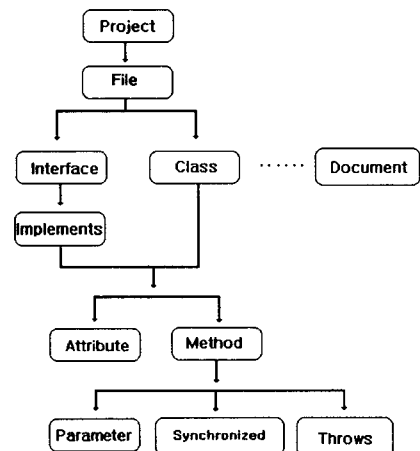 Project
File
Interface
Class
Document
Implements
Attribute
Method
Parameter
Synchronized
Throws